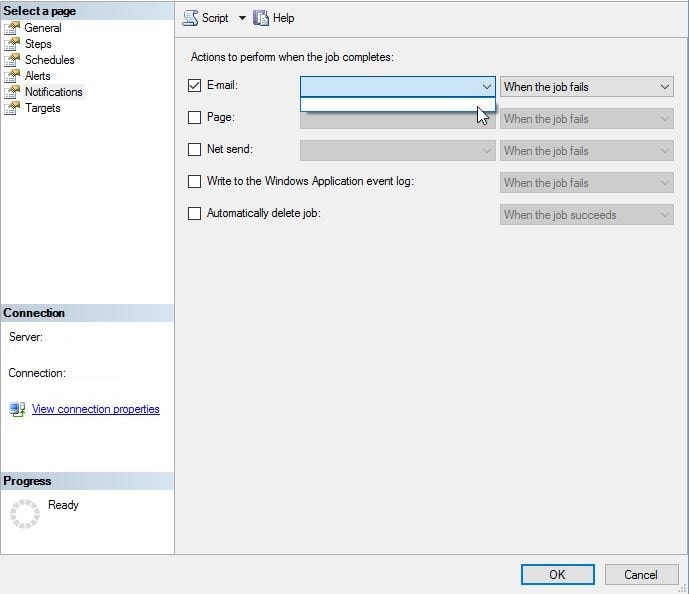 Select a page
General
Steps
Schedules
Alerts
Notifications
Targets
Script Help
Actions to perform when the job completes:
E-mail: When the job fails
Page: When the job fails
Net send: When the job fails
Write to the Windows Application event log: When the job fails
Automatically delete job: When the job succeeds
Connection
Server:
Connection:
View connection properties
Progress
Ready
OK Cancel